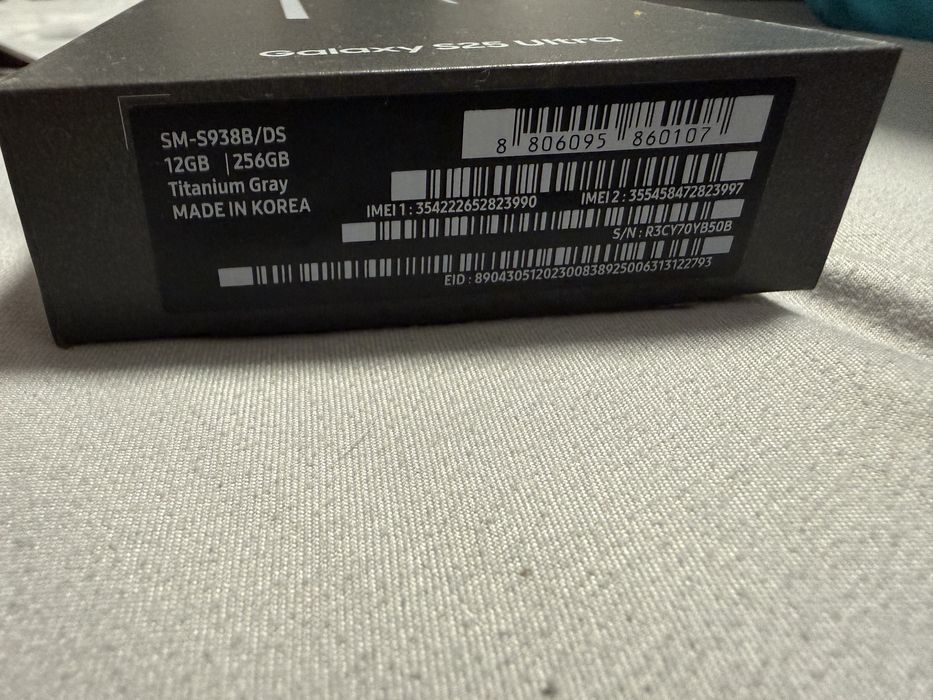 Galaxy S25 Ultra
SM-S938B/DS
12GB | 256GB
Titanium Gray
MADE IN KOREA
8 806095 860107
IMEI 1 : 354222652823990
IMEI 2 : 355458472823997
S/N : R3CY70YB50B
EID : 89043051202300838925006313122793